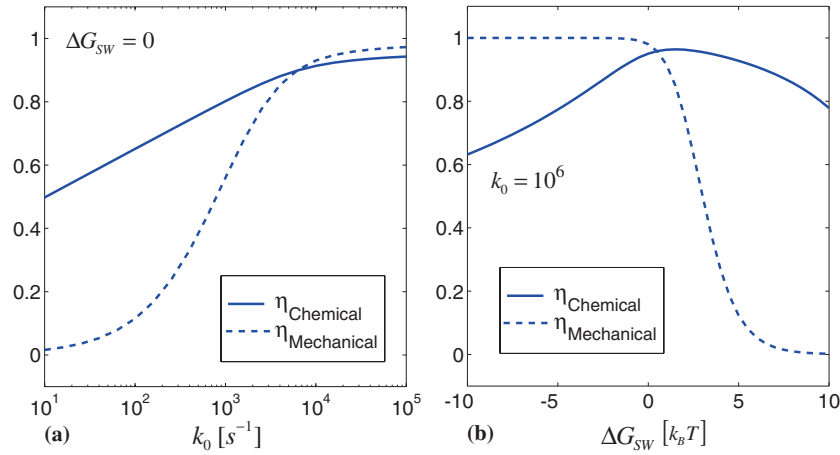 1
0.8
0.6
0.4
0.2
0
ΔG_SW = 0
η_Chemical
η_Mechanical
10^1 10^2 10^3 10^4 10^5
(a) k_0 [s^−1]
1
0.8
0.6
0.4
0.2
0
k_0 = 10^6
η_Chemical
η_Mechanical
-10 -5 0 5 10
(b) ΔG_SW [k_B T]